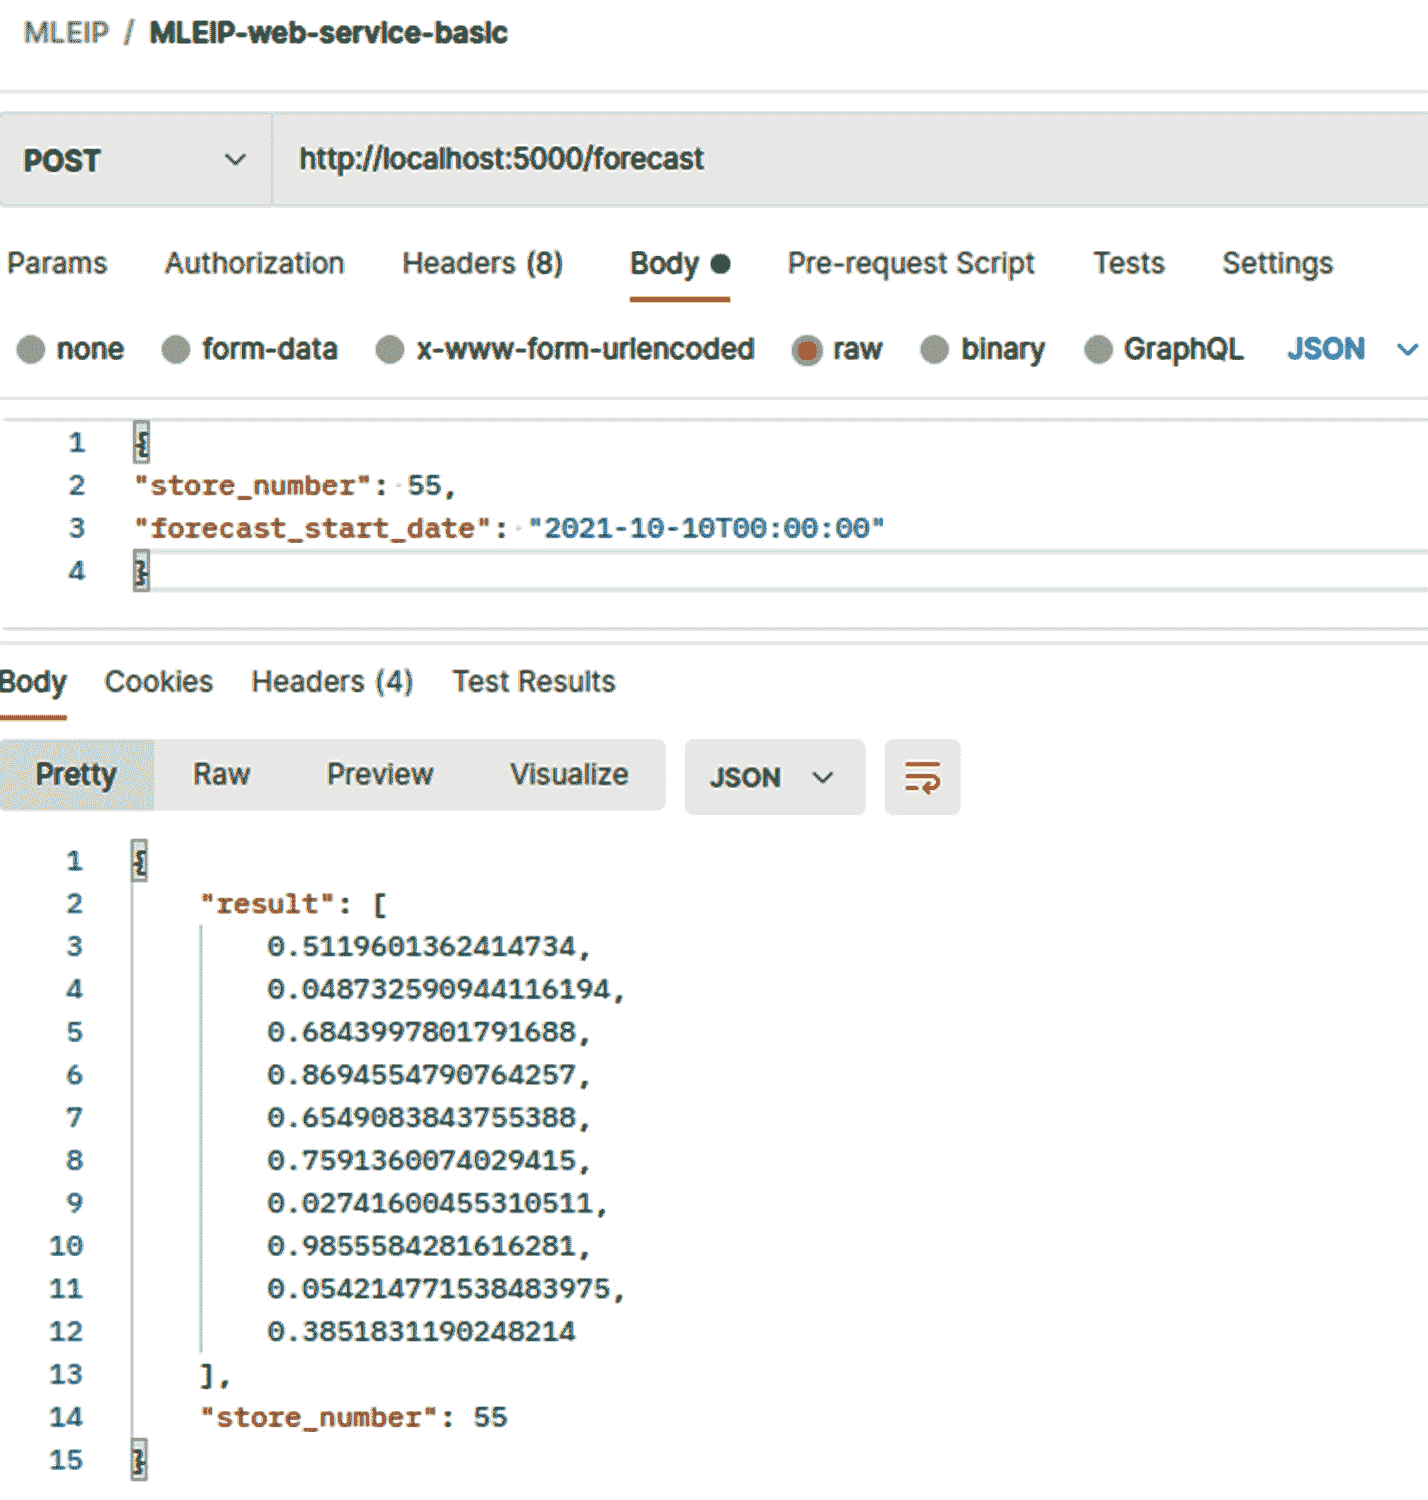 MLEIP / MLEIP-web-service-basic
POST http://localhost:5000/forecast
Params Authorization Headers (8) Body Pre-request Script Tests Settings
none form-data x-www-form-urlencoded raw binary GraphQL JSON
1 {
2 "store_number": 55,
3 "forecast_start_date": "2021-10-10T00:00:00"
4 }
Body Cookies Headers (4) Test Results
Pretty Raw Preview Visualize JSON
1 {
2 "result": [
3 0.5119601362414734,
4 0.048732590944116194,
5 0.6843997801791688,
6 0.8694554790764257,
7 0.6549083843755388,
8 0.7591360074029415,
9 0.02741600455310511,
10 0.9855584281616281,
11 0.054214771538483975,
12 0.3851831190248214
13 ],
14 "store_number": 55
15 }